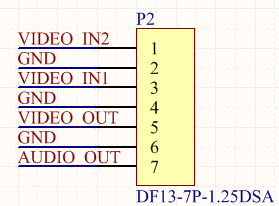 P2
VIDEO_IN2 1
GND 2
VIDEO_IN1 3
GND 4
VIDEO_OUT 5
GND 6
AUDIO_OUT 7
DF13-7P-1.25DSA